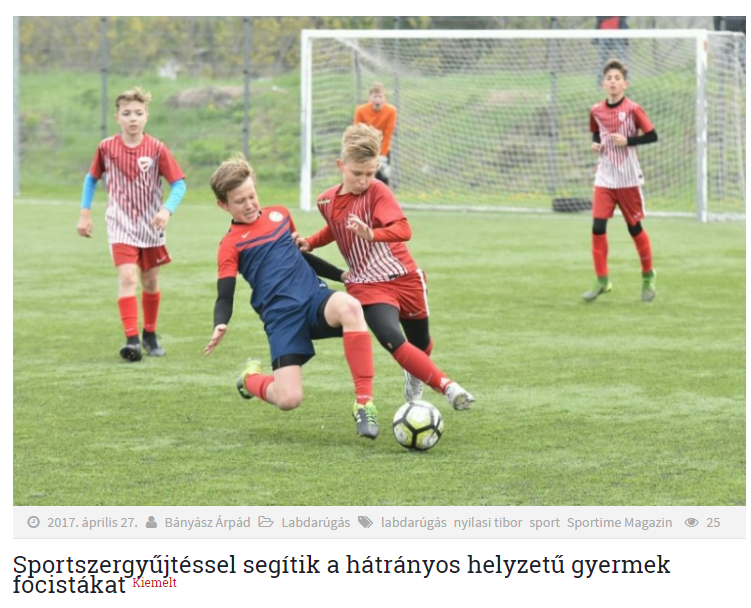 2017. április 27. Bányász Árpád Labdarúgás labdarúgás nyilasi tibor sport Sportime Magazin 25
Sportszergyűjtéssel segítik a hátrányos helyzetű gyermek
focistákat Kiemelt